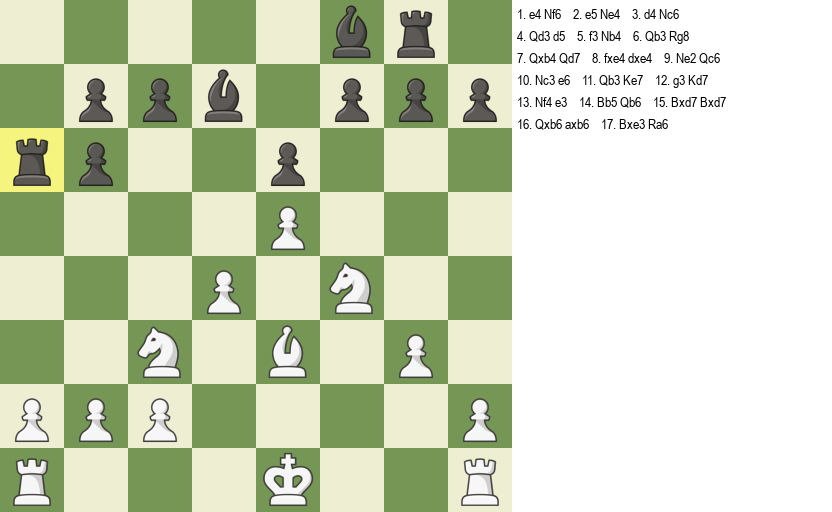 1. e4 Nf6 2. e5 Ne4 3. d4 Nc6
4. Qd3 d5 5. f3 Nb4 6. Qb3 Rg8
7. Qxb4 Qd7 8. fxe4 dxe4 9. Ne2 Qc6
10. Nc3 e6 11. Qb3 Ke7 12. g3 Kd7
13. Nf4 e3 14. Bb5 Qb6 15. Bxd7 Bxd7
16. Qxb6 axb6 17. Bxe3 Ra6